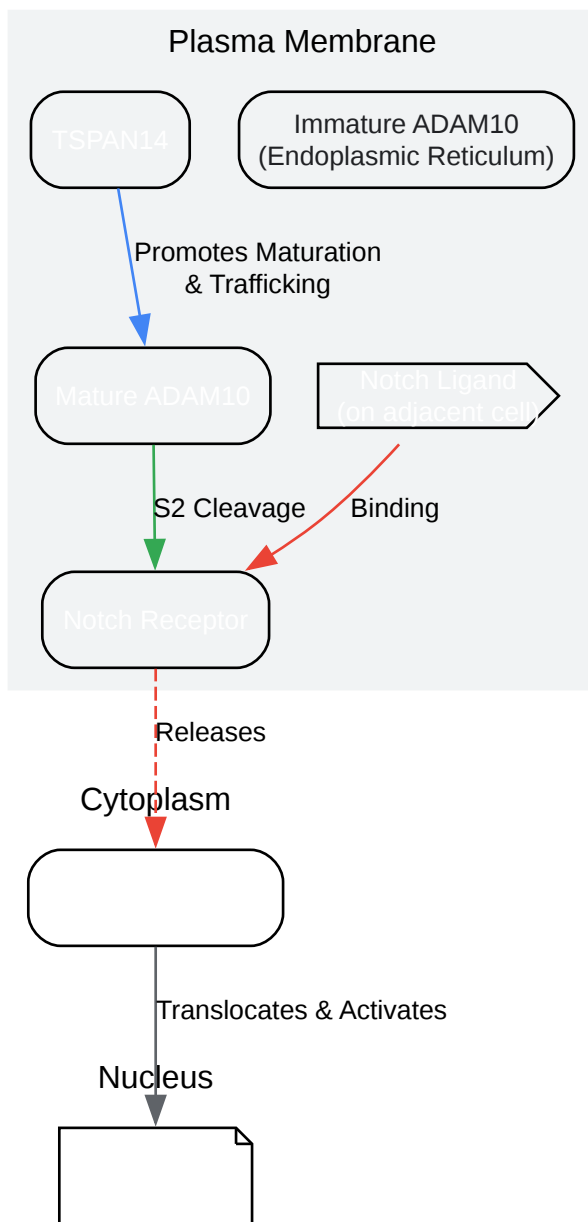 Plasma Membrane
TSPAN14
Immature ADAM10
(Endoplasmic Reticulum)
Promotes Maturation
& Trafficking
Mature ADAM10
Notch Ligand
(on adjacent cell)
S2 Cleavage
Binding
Notch Receptor
Releases
Cytoplasm
Translocates & Activates
Nucleus